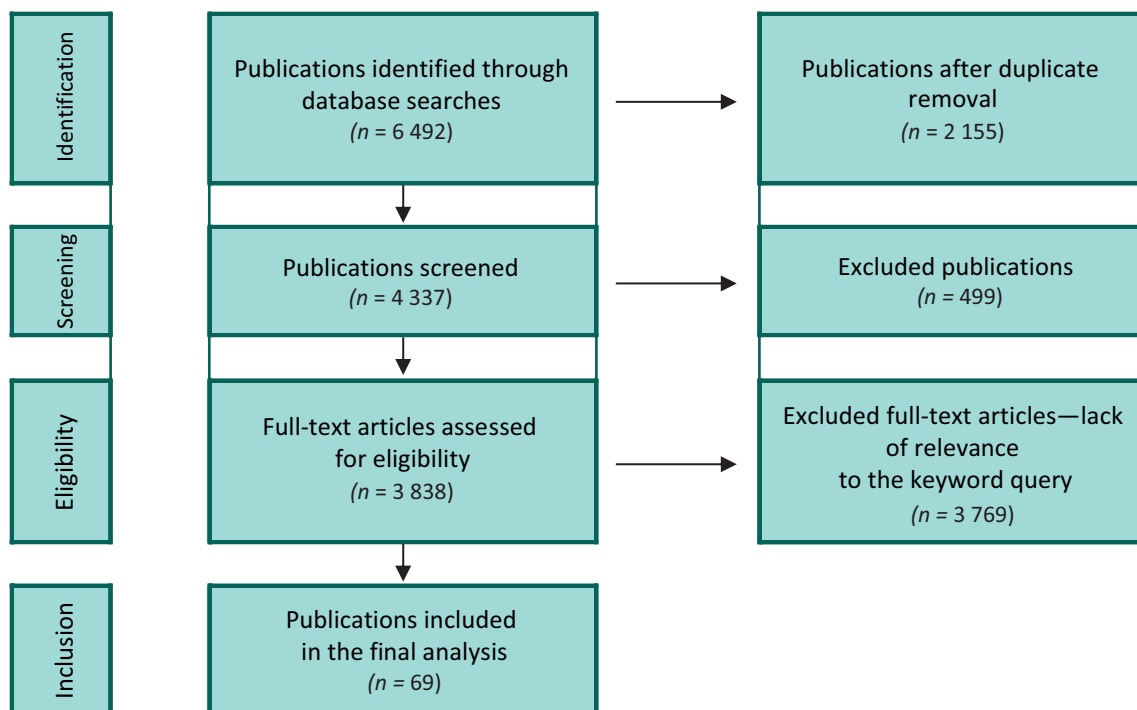 Identification
Publications identified through
database searches
(n = 6 492)
Publications after duplicate
removal
(n = 2 155)
Screening
Publications screened
(n = 4 337)
Excluded publications
(n = 499)
Eligibility
Full-text articles assessed
for eligibility
(n = 3 838)
Excluded full-text articles—lack
of relevance
to the keyword query
(n = 3 769)
Inclusion
Publications included
in the final analysis
(n = 69)